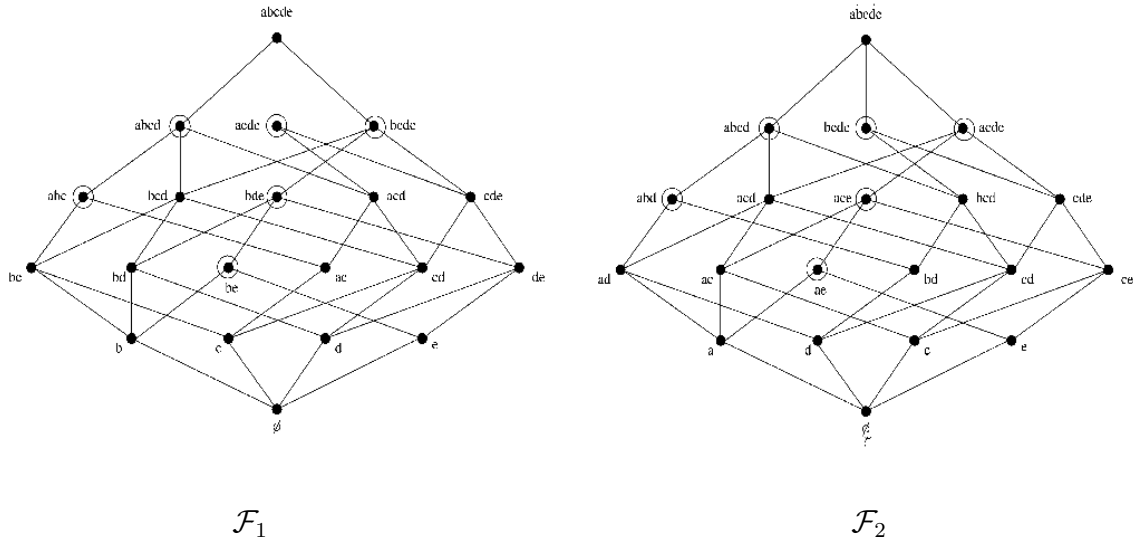 abcde
abcd acde bcde
abc bcd bde acd cde
bc bd be ac cd de
b c d e
ø
F1
abcde
abcd bcde acde
abd acd ace bcd cde
ad ac ae bd cd ce
a d c e
ø
F2